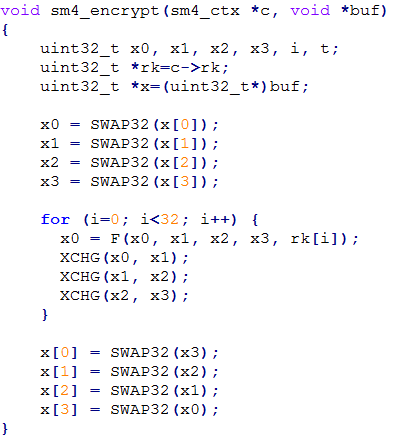 void sm4_encrypt(sm4_ctx *c, void *buf)
{
    uint32_t x0, x1, x2, x3, i, t;
    uint32_t *rk=c->rk;
    uint32_t *x=(uint32_t*)buf;

    x0 = SWAP32(x[0]);
    x1 = SWAP32(x[1]);
    x2 = SWAP32(x[2]);
    x3 = SWAP32(x[3]);

    for (i=0; i<32; i++) {
      x0 = F(x0, x1, x2, x3, rk[i]);
      XCHG(x0, x1);
      XCHG(x1, x2);
      XCHG(x2, x3);
    }

    x[0] = SWAP32(x3);
    x[1] = SWAP32(x2);
    x[2] = SWAP32(x1);
    x[3] = SWAP32(x0);
}